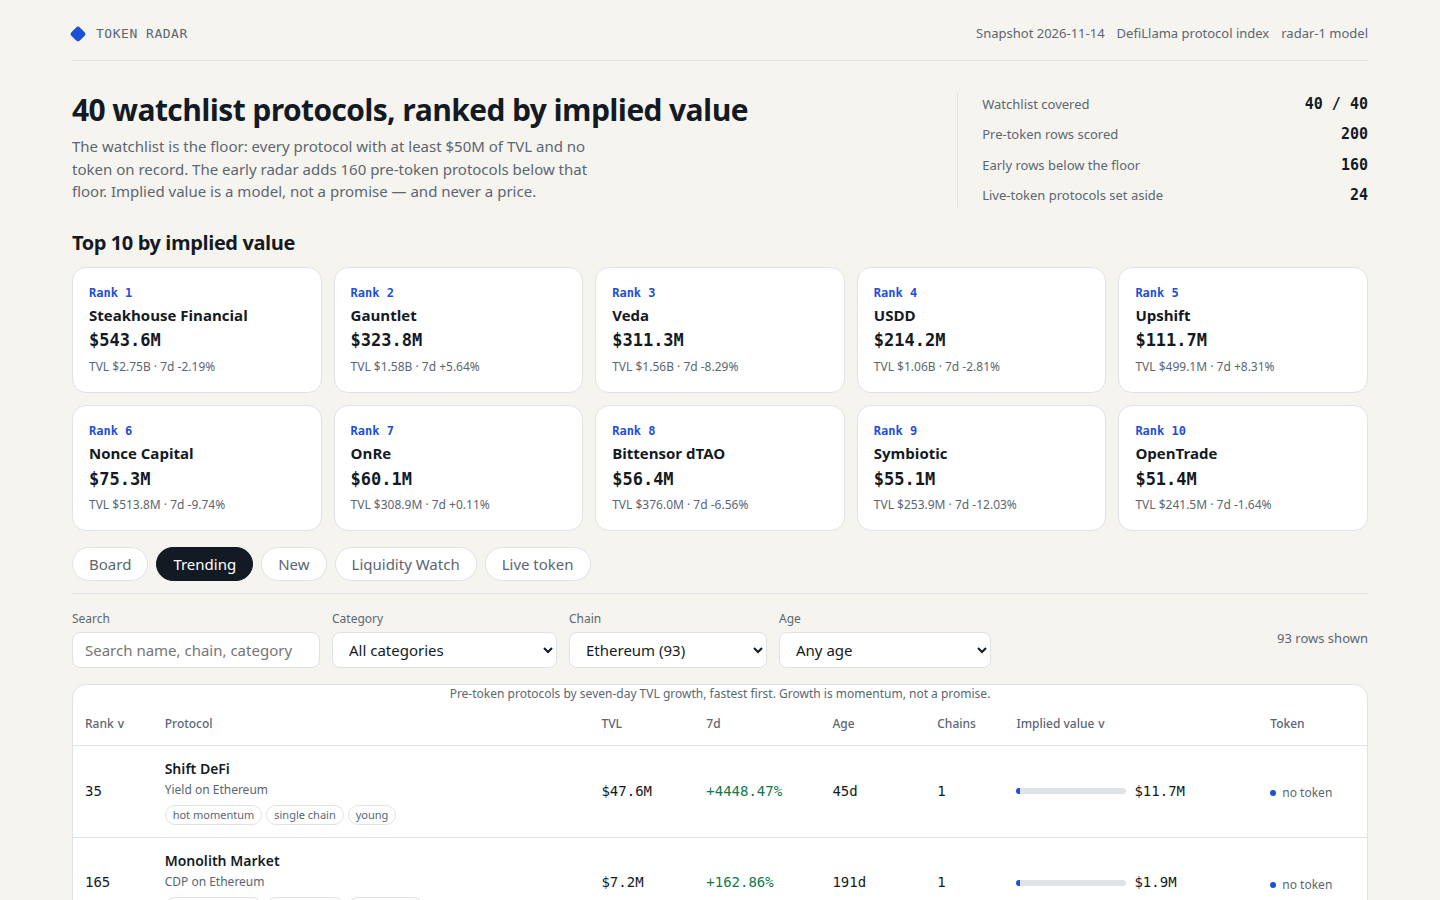 TOKEN RADAR
Snapshot 2026-11-14 DefiLlama protocol index radar-1 model
40 watchlist protocols, ranked by implied value
The watchlist is the floor: every protocol with at least $50M of TVL and no
token on record. The early radar adds 160 pre-token protocols below that
floor. Implied value is a model, not a promise — and never a price.
Watchlist covered 40 / 40
Pre-token rows scored 200
Early rows below the floor 160
Live-token protocols set aside 24
Top 10 by implied value
Rank 1
Steakhouse Financial
$543.6M
TVL $2.75B · 7d -2.19%
Rank 2
Gauntlet
$323.8M
TVL $1.58B · 7d +5.64%
Rank 3
Veda
$311.3M
TVL $1.56B · 7d -8.29%
Rank 4
USDD
$214.2M
TVL $1.06B · 7d -2.81%
Rank 5
Upshift
$111.7M
TVL $499.1M · 7d +8.31%
Rank 6
Nonce Capital
$75.3M
TVL $513.8M · 7d -9.74%
Rank 7
OnRe
$60.1M
TVL $308.9M · 7d +0.11%
Rank 8
Bittensor dTAO
$56.4M
TVL $376.0M · 7d -6.56%
Rank 9
Symbiotic
$55.1M
TVL $253.9M · 7d -12.03%
Rank 10
OpenTrade
$51.4M
TVL $241.5M · 7d -1.64%
Board Trending New Liquidity Watch Live token
Search Category Chain Age
Search name, chain, category All categories Ethereum (93) Any age
93 rows shown
Pre-token protocols by seven-day TVL growth, fastest first. Growth is momentum, not a promise.
Rank v Protocol TVL 7d Age Chains Implied value v Token
Shift DeFi
Yield on Ethereum
hot momentum single chain young
35 $47.6M +4448.47% 45d 1 $11.7M no token
Monolith Market
CDP on Ethereum
165 $7.2M +162.86% 191d 1 $1.9M no token